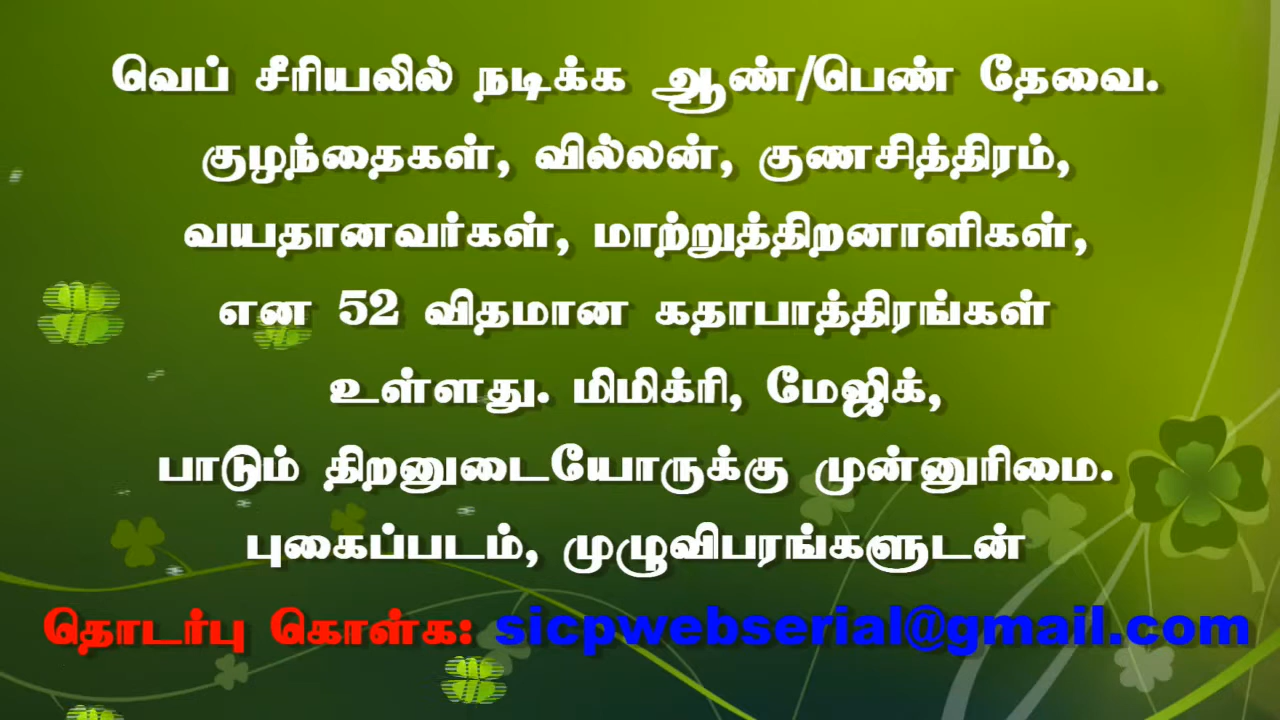 வெப் சீரியலில் நடிக்க ஆண்/பெண் தேவை.
குழந்தைகள், வில்லன், குணசித்திரம்,
வயதானவர்கள், மாற்றுத்திறனாளிகள்,
என 52 விதமான கதாபாத்திரங்கள்
உள்ளது. மிமிக்ரி, மேஜிக்,
பாடும் திறனுடையோருக்கு முன்னுரிமை.
புகைப்படம், முழுவிபரங்களுடன்
தொடர்பு கொள்க: sicpwebserial@gmail.com